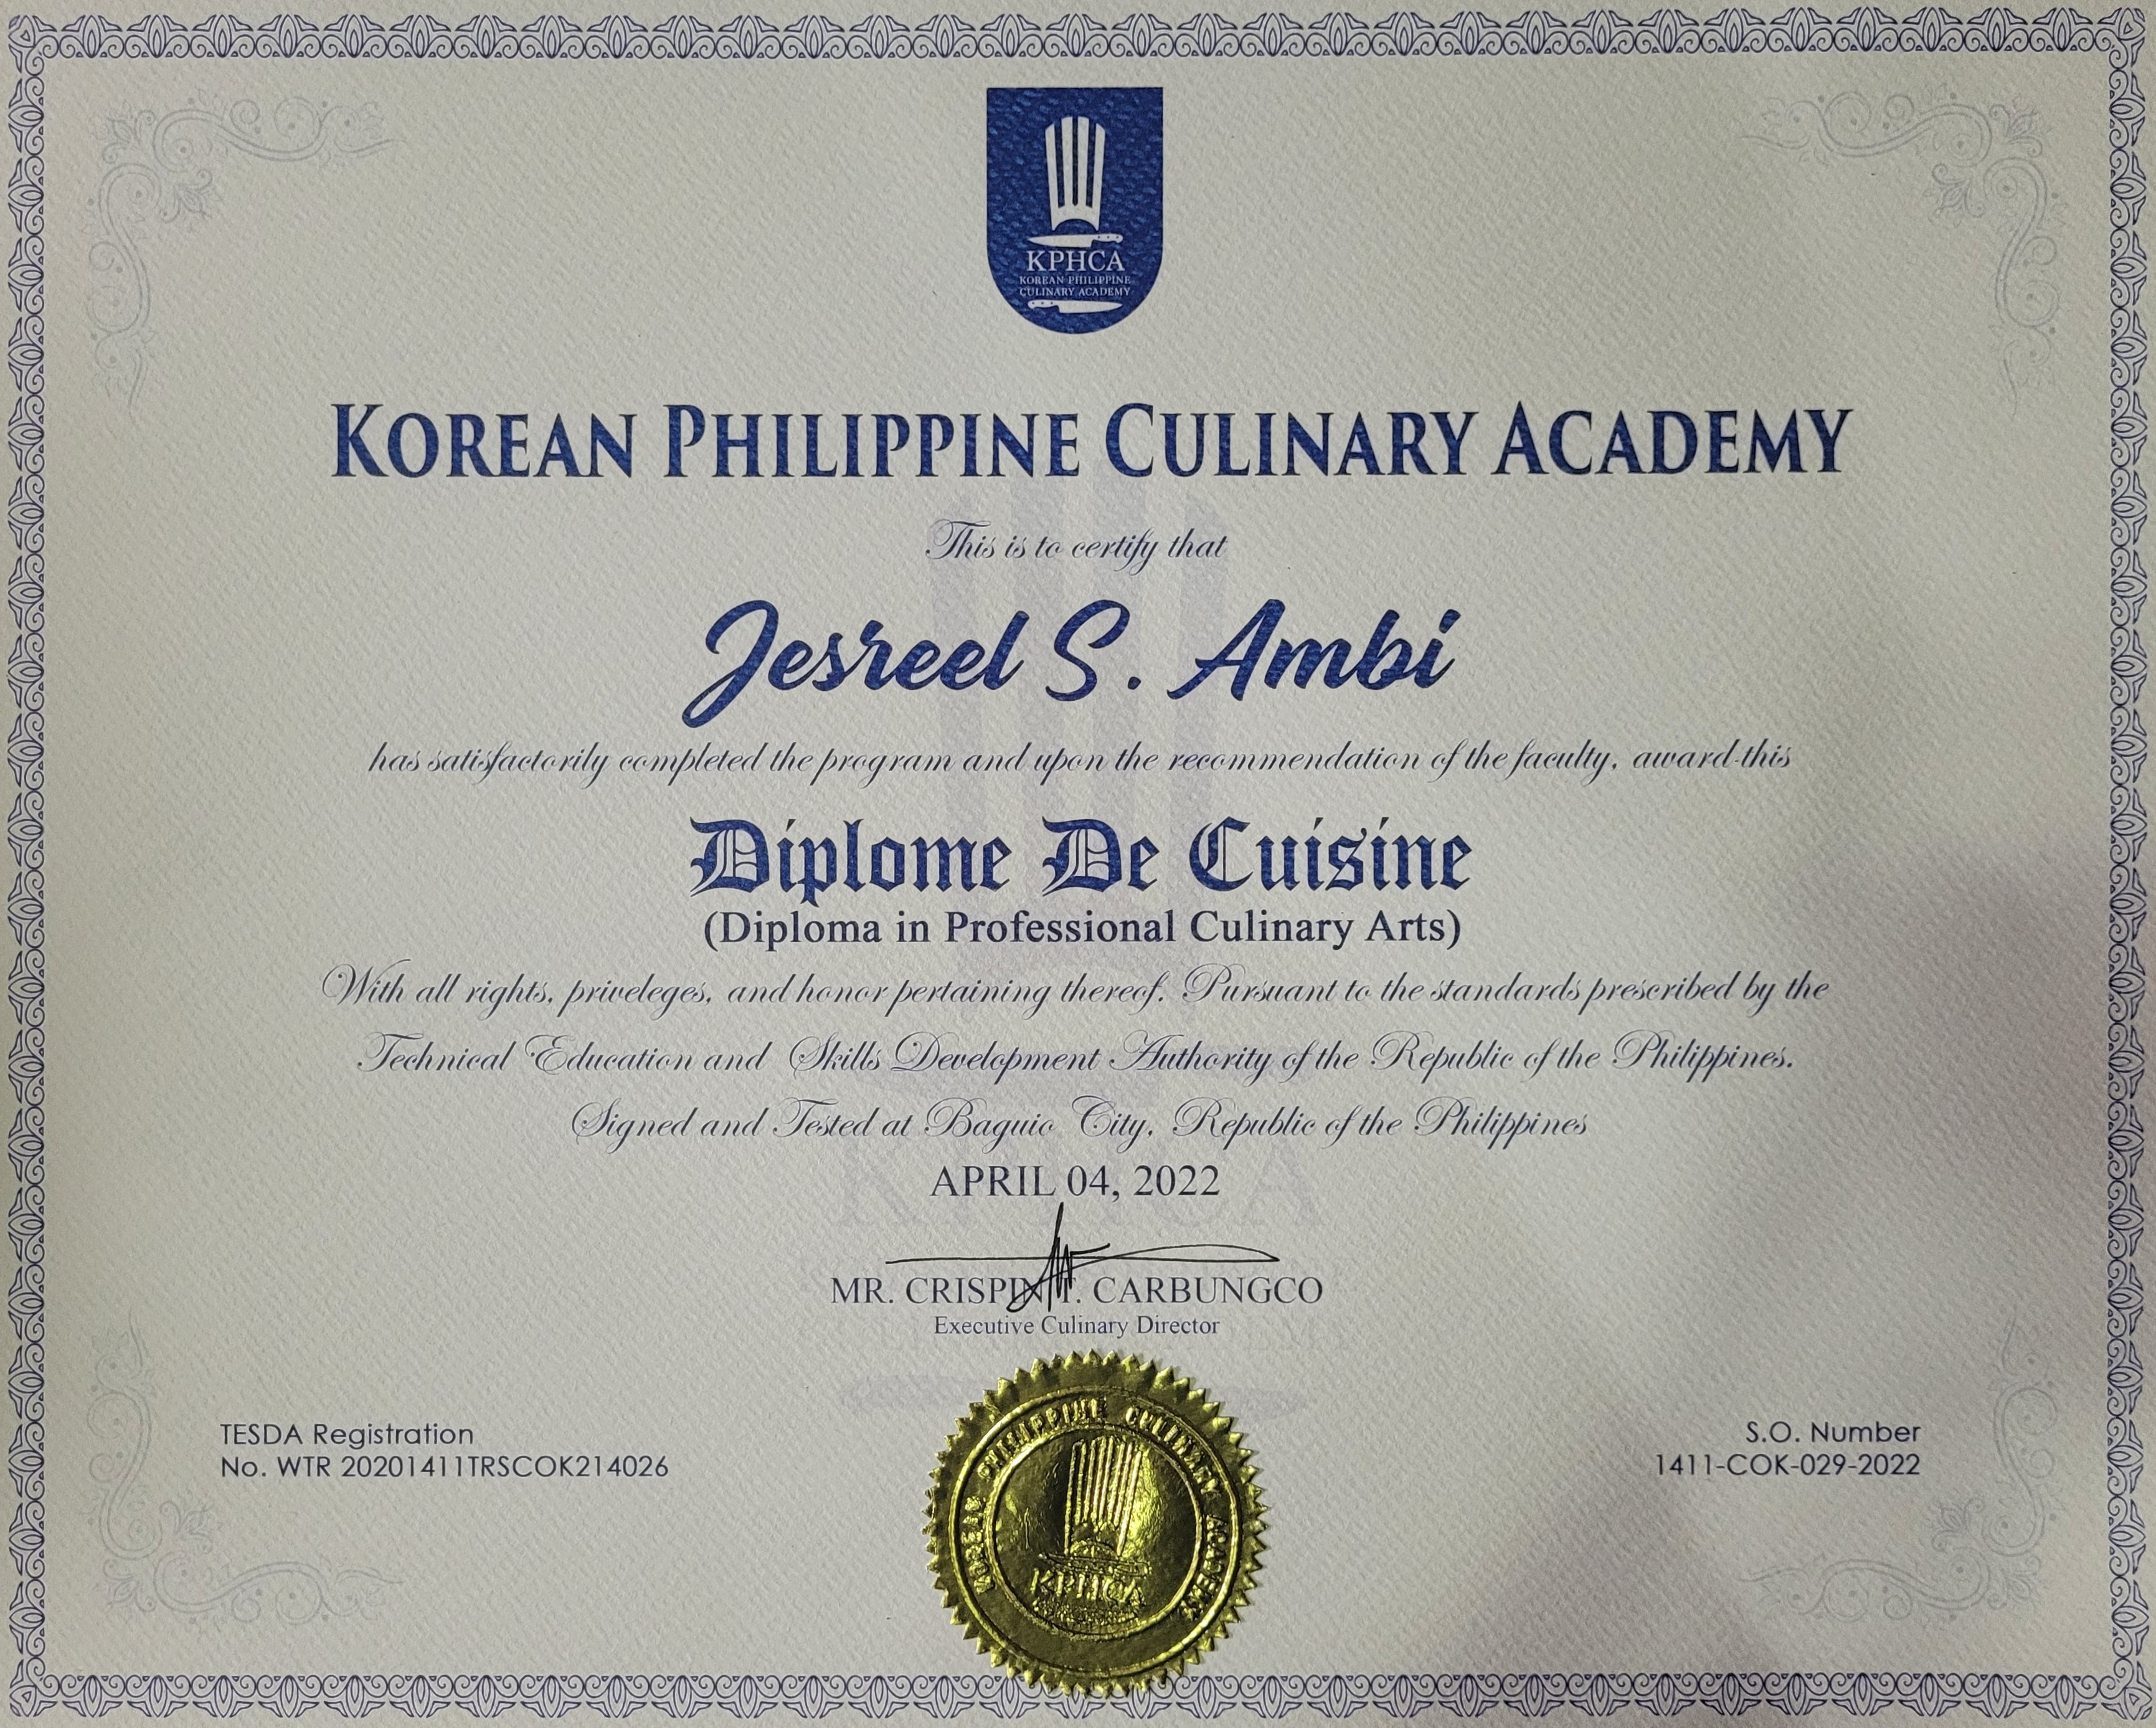 KPHCA
KOREAN PHILIPPINE
CULINARY ACADEMY
KOREAN PHILIPPINE CULINARY ACADEMY
This is to certify that
Jesreel S. Ambi
has satisfactorily completed the program and upon the recommendation of the faculty, award this
Diplome De Cuisine
(Diploma in Professional Culinary Arts)
With all rights, priveleges, and honor pertaining thereof. Pursuant to the standards prescribed by the
Technical Education and Skills Development Authority of the Republic of the Philippines.
Signed and Tested at Baguio City, Republic of the Philippines
APRIL 04, 2022
MR. CRISPIN T. CARBUNGCO
Executive Culinary Director
TESDA Registration
No. WTR 20201411TRSCOK214026
S.O. Number
1411-COK-029-2022
KOREAN PHILIPPINE CULINARY ACADEMY
KPHCA